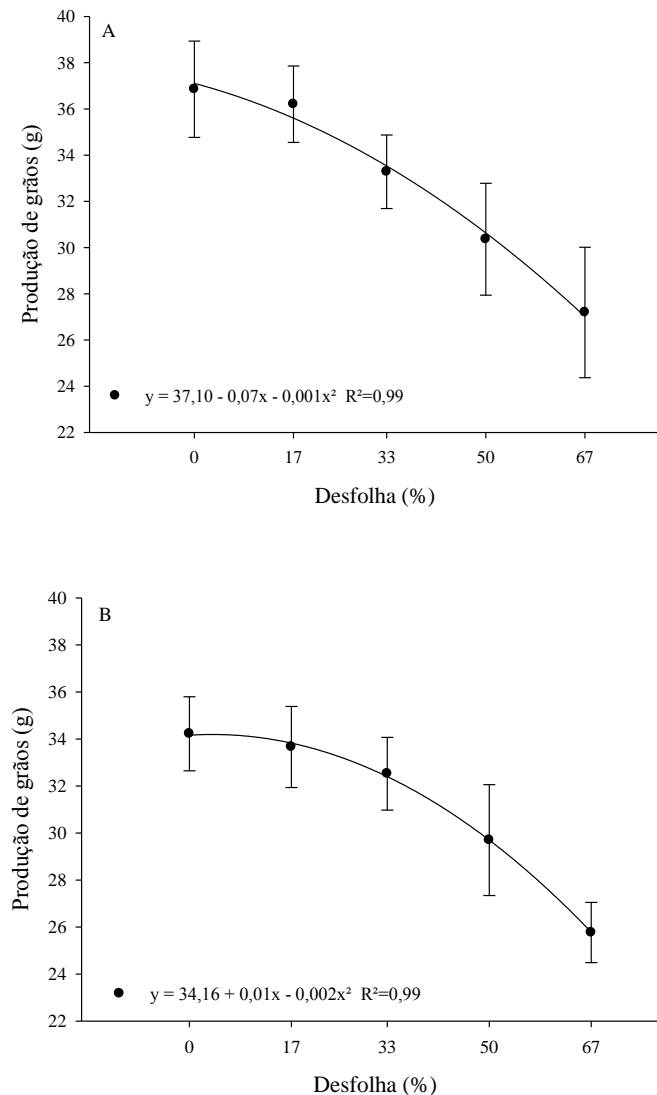 A
40
38
36
34
32
30
28
26
24
22
Produção de grãos (g)
y = 37,10 - 0,07x - 0,001x² R²=0,99
0 17 33 50 67
Desfolha (%)
B
40
38
36
34
32
30
28
26
24
22
Produção de grãos (g)
y = 34,16 + 0,01x - 0,002x² R²=0,99
0 17 33 50 67
Desfolha (%)